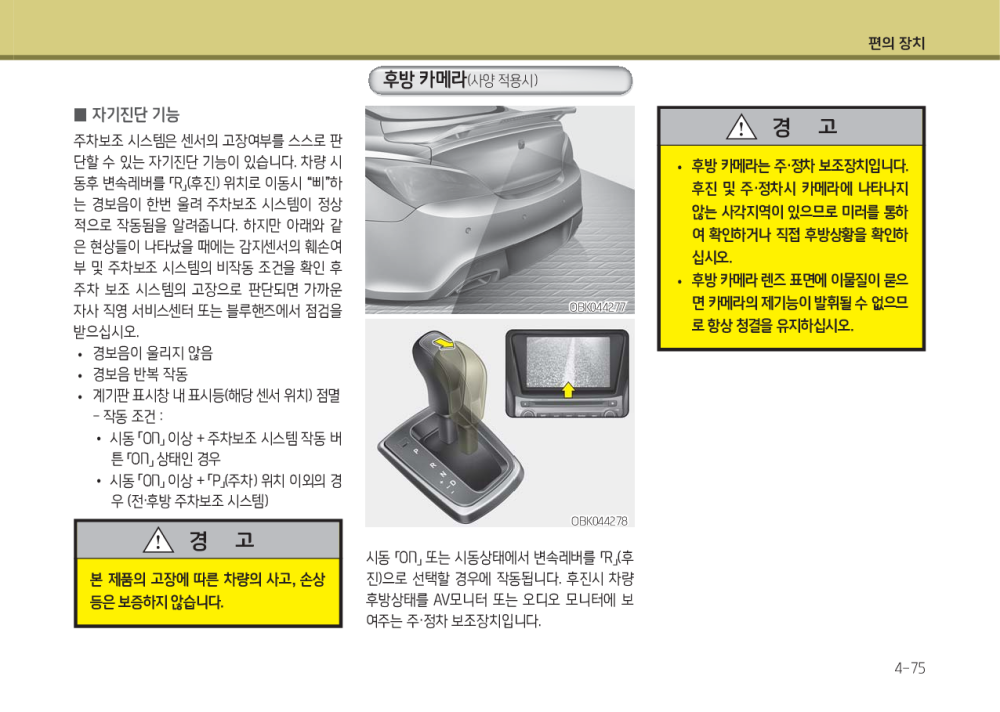 편의 장치
■ 자기진단 기능
주차보조 시스템은 센서의 고장여부를 스스로 판
단할 수 있는 자기진단 기능이 있습니다. 차량 시
동후 변속레버를 「R」(후진) 위치로 이동시 “삐”하
는 경보음이 한번 울려 주차보조 시스템이 정상
적으로 작동됨을 알려줍니다. 하지만 아래와 같
은 현상들이 나타났을 때에는 감지센서의 훼손여
부 및 주차보조 시스템의 비작동 조건을 확인 후
주차 보조 시스템의 고장으로 판단되면 가까운
자사 직영 서비스센터 또는 블루핸즈에서 점검을
받으십시오.
• 경보음이 울리지 않음
• 경보음 반복 작동
• 계기판 표시창 내 표시등(해당 센서 위치) 점멸
- 작동 조건 :
• 시동 「ON」 이상 + 주차보조 시스템 작동 버
튼 「ON」 상태인 경우
• 시동 「ON」 이상 + 「P」(주차) 위치 이외의 경
우 (전·후방 주차보조 시스템)
경 고
본 제품의 고장에 따른 차량의 사고, 손상
등은 보증하지 않습니다.
후방 카메라(사양 적용시)
OBK044277
P
R
N
D
+
-
OBK044278
시동 「ON」 또는 시동상태에서 변속레버를 「R」(후
진)으로 선택할 경우에 작동됩니다. 후진시 차량
후방상태를 AV모니터 또는 오디오 모니터에 보
여주는 주·정차 보조장치입니다.
경 고
• 후방 카메라는 주·정차 보조장치입니다.
후진 및 주·정차시 카메라에 나타나지
않는 사각지역이 있으므로 미러를 통하
여 확인하거나 직접 후방상황을 확인하
십시오.
• 후방 카메라 렌즈 표면에 이물질이 묻으
면 카메라의 제기능이 발휘될 수 없으므
로 항상 청결을 유지하십시오.
4-75